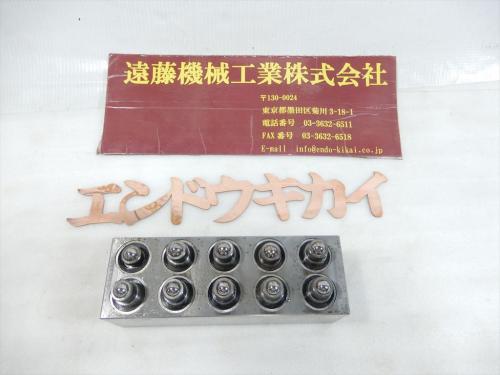 遠藤機械工業株式会社
〒130-0024
東京都墨田区菊川3-18-1
電話番号 03-3632-6511
FAX番号 03-3632-6518
E-mail info@endo-kikai.co.jp
エンドウキカイ